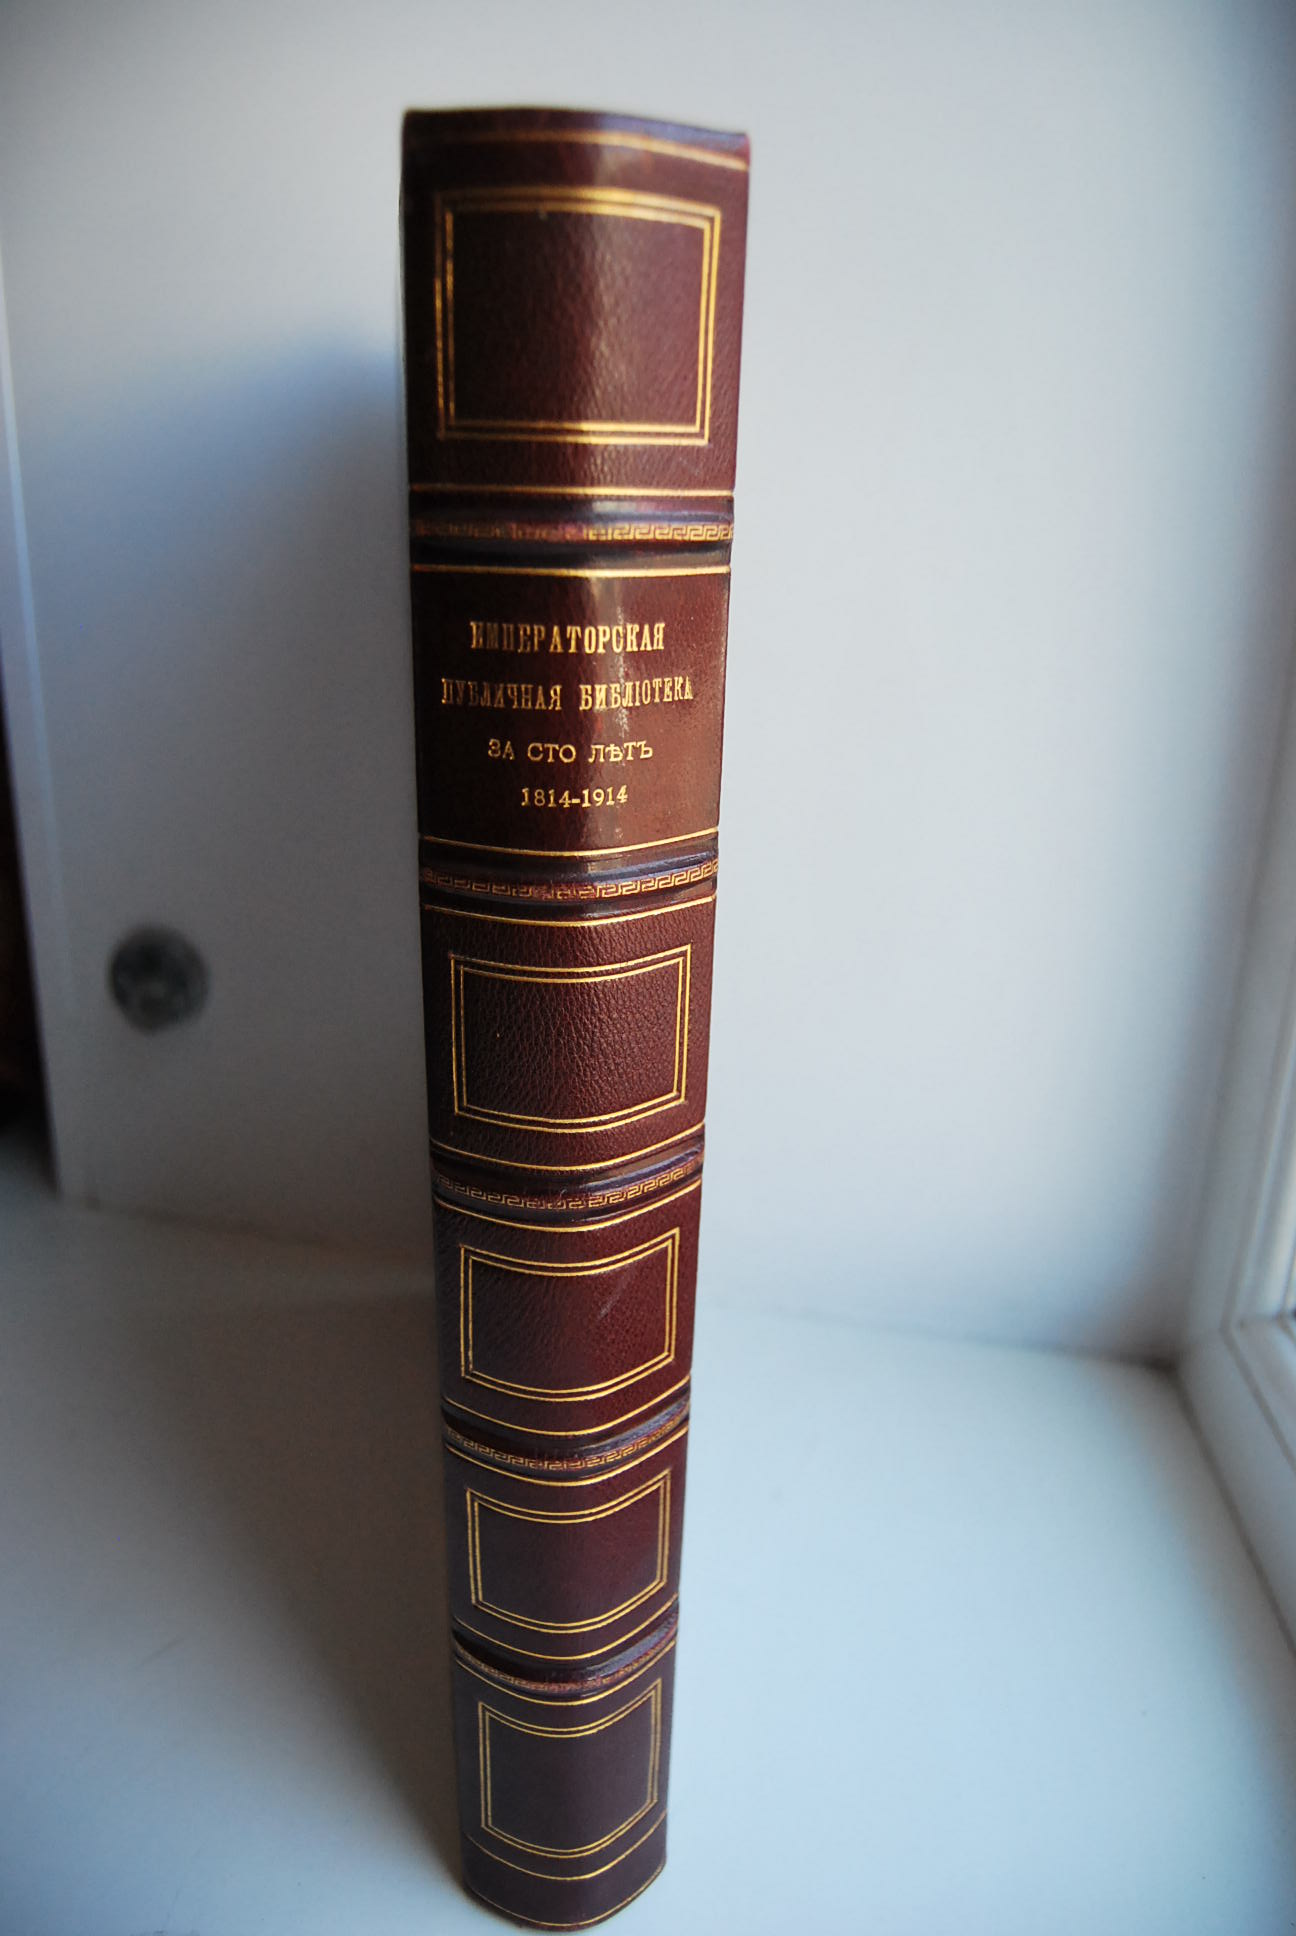 ИМПЕРАТОРСКАЯ
ПУБЛИЧНАЯ БИБЛІОТЕКА
ЗА СТО ЛѢТЪ
1814-1914